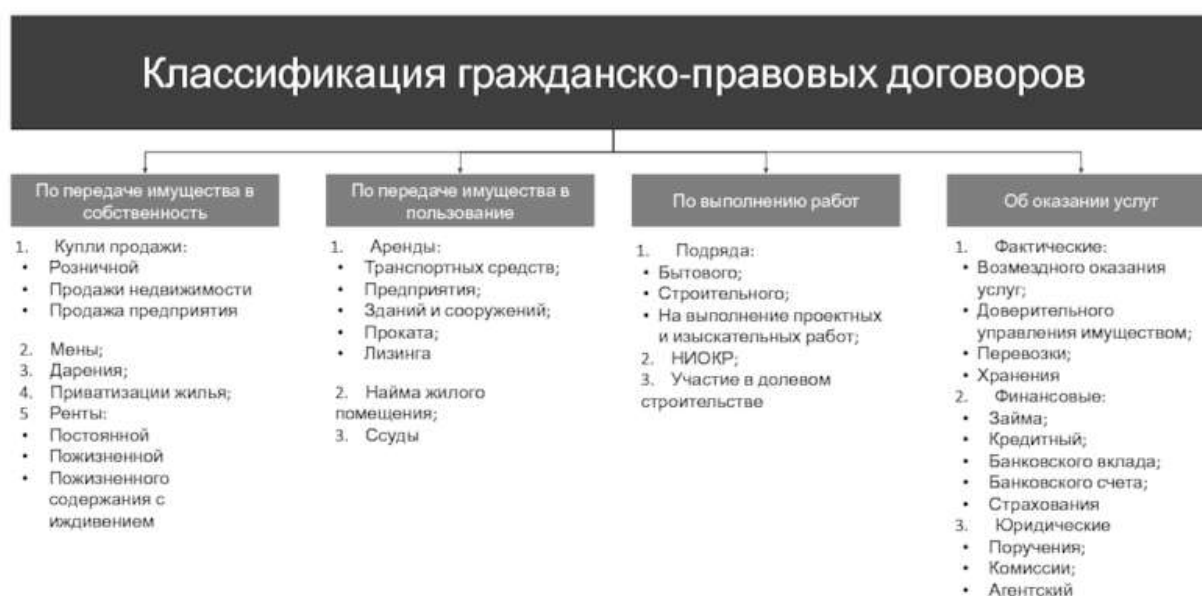 Классификация гражданско-правовых договоров
По передаче имущества в
собственность
1. Купли продажи:
• Розничной
• Продажи недвижимости
• Продажа предприятия
2. Мены;
3. Дарения;
4. Приватизации жилья;
5 Ренты:
• Постоянной
• Пожизненной
• Пожизненного
содержания с
иждивением
По передаче имущества в
пользование
1. Аренды:
• Транспортных средств;
• Предприятия;
• Зданий и сооружений;
• Проката;
• Лизинга
2. Найма жилого
помещения;
3. Ссуды
По выполнению работ
1. Подряда:
• Бытового;
• Строительного;
• На выполнение проектных
и изыскательных работ;
2. НИОКР;
3. Участие в долевом
строительстве
Об оказании услуг
1. Фактические:
• Возмездного оказания
услуг;
• Доверительного
управления имуществом;
• Перевозки;
• Хранения
2. Финансовые:
• Займа;
• Кредитный;
• Банковского вклада;
• Банковского счета;
• Страхования
3. Юридические
• Поручения;
• Комиссии;
• Агентский